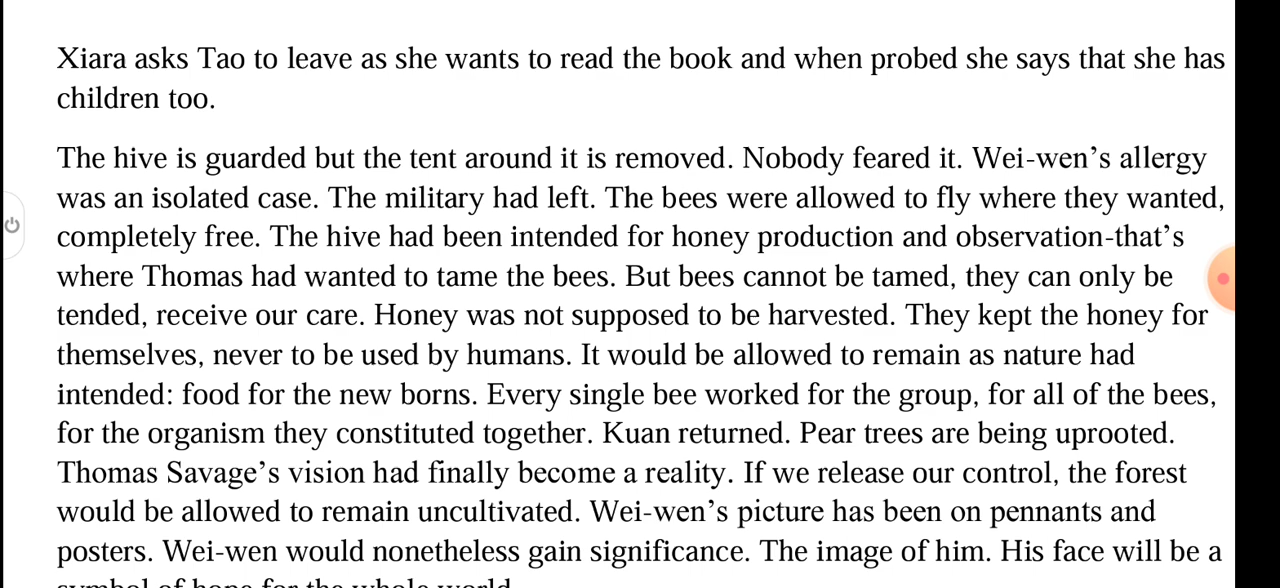 Xiara asks Tao to leave as she wants to read the book and when probed she says that she has
children too.
The hive is guarded but the tent around it is removed. Nobody feared it. Wei-wen’s allergy
was an isolated case. The military had left. The bees were allowed to fly where they wanted,
completely free. The hive had been intended for honey production and observation-that’s
where Thomas had wanted to tame the bees. But bees cannot be tamed, they can only be
tended, receive our care. Honey was not supposed to be harvested. They kept the honey for
themselves, never to be used by humans. It would be allowed to remain as nature had
intended: food for the new borns. Every single bee worked for the group, for all of the bees,
for the organism they constituted together. Kuan returned. Pear trees are being uprooted.
Thomas Savage’s vision had finally become a reality. If we release our control, the forest
would be allowed to remain uncultivated. Wei-wen’s picture has been on pennants and
posters. Wei-wen would nonetheless gain significance. The image of him. His face will be a
symbol of hope for the whole world